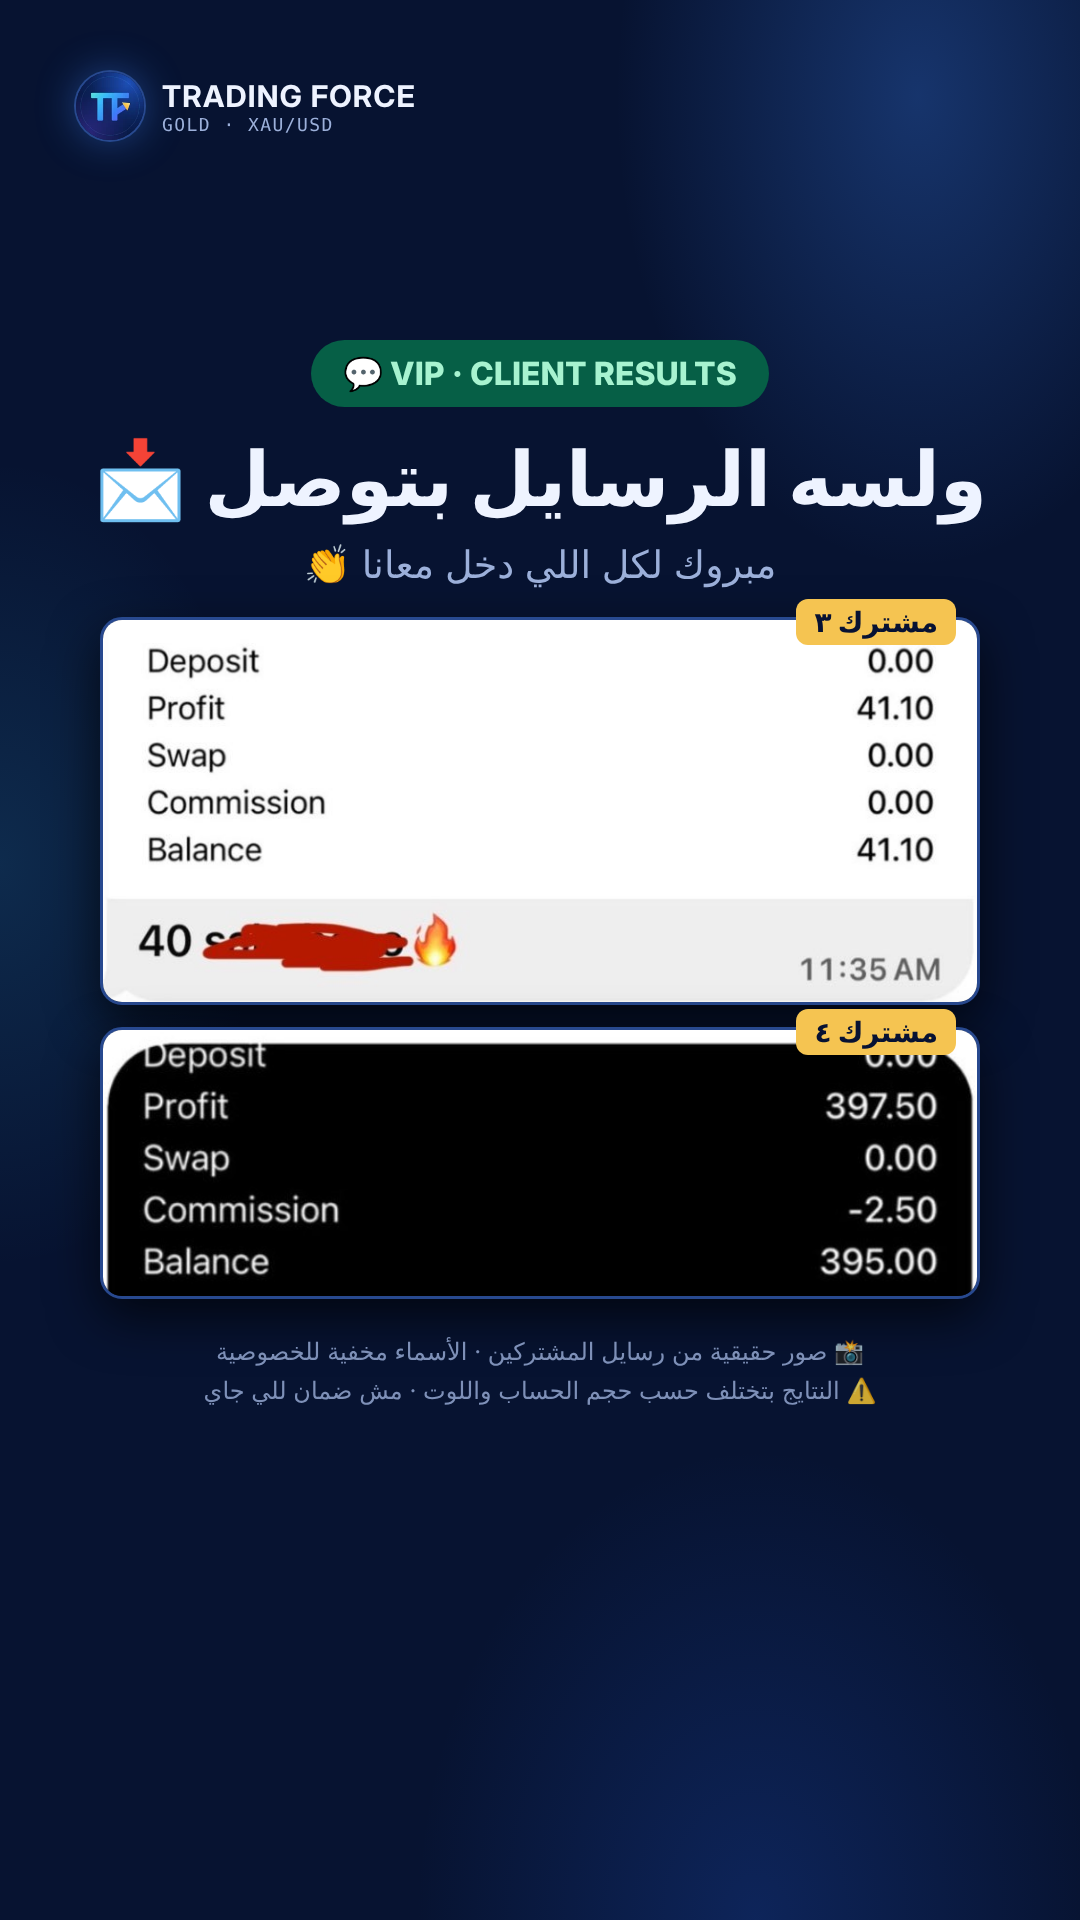 TRADING FORCE
GOLD · XAU/USD
💬 VIP · CLIENT RESULTS
ولسه الرسايل بتوصل 📩
مبروك لكل اللي دخل معانا 👏
مشترك ٣
Deposit 0.00
Profit 41.10
Swap 0.00
Commission 0.00
Balance 41.10
40 🔥
11:35 AM
مشترك ٤
Deposit 0.00
Profit 397.50
Swap 0.00
Commission -2.50
Balance 395.00
📸 صور حقيقية من رسايل المشتركين · الأسماء مخفية للخصوصية
⚠️ النتايج بتختلف حسب حجم الحساب واللوت · مش ضمان للي جاي